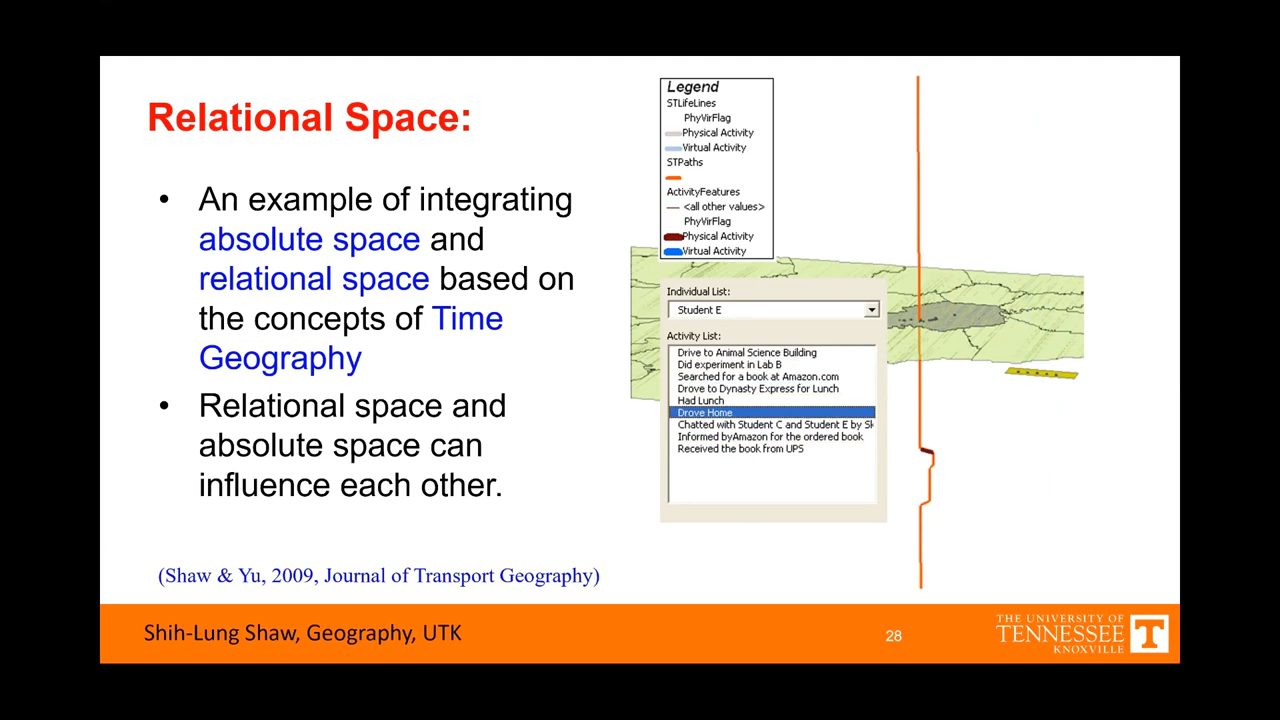 Relational Space:
• An example of integrating
absolute space and
relational space based on
the concepts of Time
Geography
• Relational space and
absolute space can
influence each other.
(Shaw & Yu, 2009, Journal of Transport Geography)
Legend
STLifeLines
PhyVirFlag
Physical Activity
Virtual Activity
STPaths
ActivityFeatures
<all other values>
PhyVirFlag
Physical Activity
Virtual Activity
Individual List:
Student E
Activity List:
Drive to Animal Science Building
Did experiment in Lab B
Searched for a book at Amazon.com
Drove to Dynasty Express for Lunch
Had Lunch
Drove Home
Chatted with Student C and Student E by Sk
Informed byAmazon for the ordered book
Received the book from UPS
Shih-Lung Shaw, Geography, UTK
28
THE UNIVERSITY OF
TENNESSEE
KNOXVILLE
T